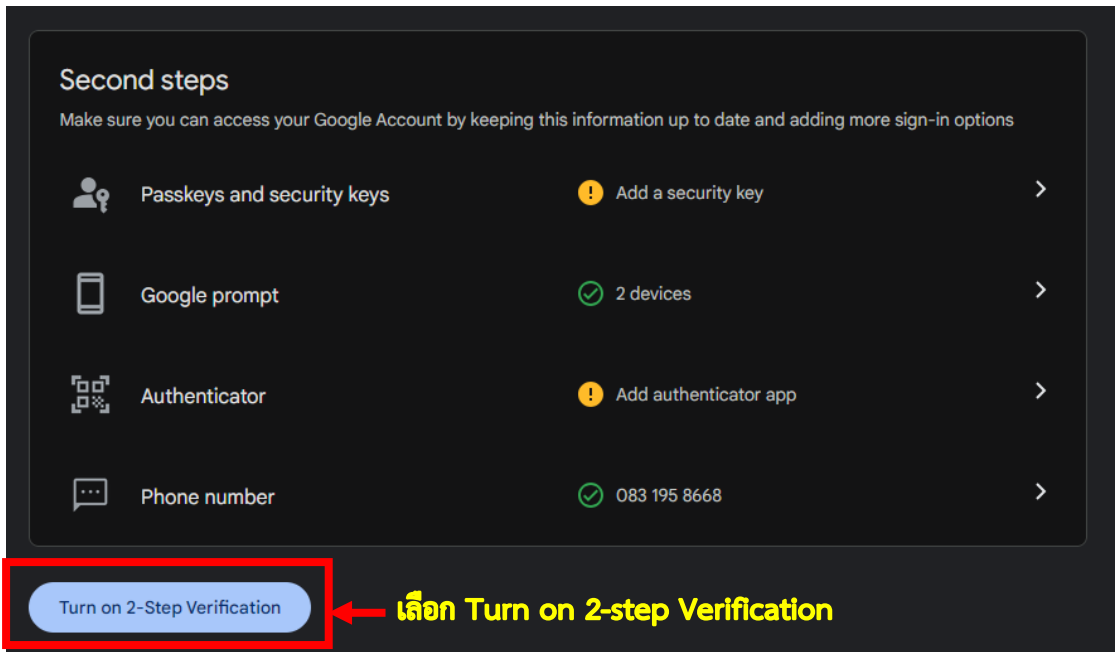 Second steps
Make sure you can access your Google Account by keeping this information up to date and adding more sign-in options
Passkeys and security keys
Add a security key
Google prompt
2 devices
Authenticator
Add authenticator app
Phone number
083 195 8668
Turn on 2-Step Verification
เลือก Turn on 2-step Verification